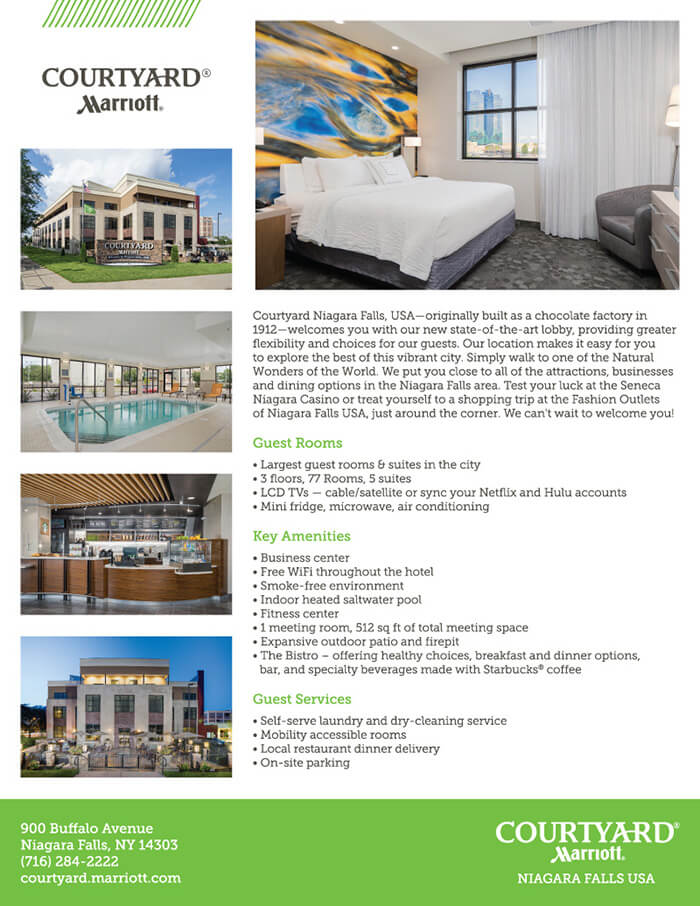 COURTYARD®
Marriott®
COURTYARD
Courtyard Niagara Falls, USA—originally built as a chocolate factory in
1912—welcomes you with our new state-of-the-art lobby, providing greater
flexibility and choices for our guests. Our location makes it easy for you
to explore the best of this vibrant city. Simply walk to one of the Natural
Wonders of the World. We put you close to all of the attractions, businesses
and dining options in the Niagara Falls area. Test your luck at the Seneca
Niagara Casino or treat yourself to a shopping trip at the Fashion Outlets
of Niagara Falls USA, just around the corner. We can't wait to welcome you!
Guest Rooms
• Largest guest rooms & suites in the city
• 3 floors, 77 Rooms, 5 suites
• LCD TVs — cable/satellite or sync your Netflix and Hulu accounts
• Mini fridge, microwave, air conditioning
Key Amenities
• Business center
• Free WiFi throughout the hotel
• Smoke-free environment
• Indoor heated saltwater pool
• Fitness center
• 1 meeting room, 512 sq ft of total meeting space
• Expansive outdoor patio and firepit
• The Bistro – offering healthy choices, breakfast and dinner options,
bar, and specialty beverages made with Starbucks® coffee
Guest Services
• Self-serve laundry and dry-cleaning service
• Mobility accessible rooms
• Local restaurant dinner delivery
• On-site parking
900 Buffalo Avenue
Niagara Falls, NY 14303
(716) 284-2222
courtyard.marriott.com
COURTYARD®
Marriott®
NIAGARA FALLS USA